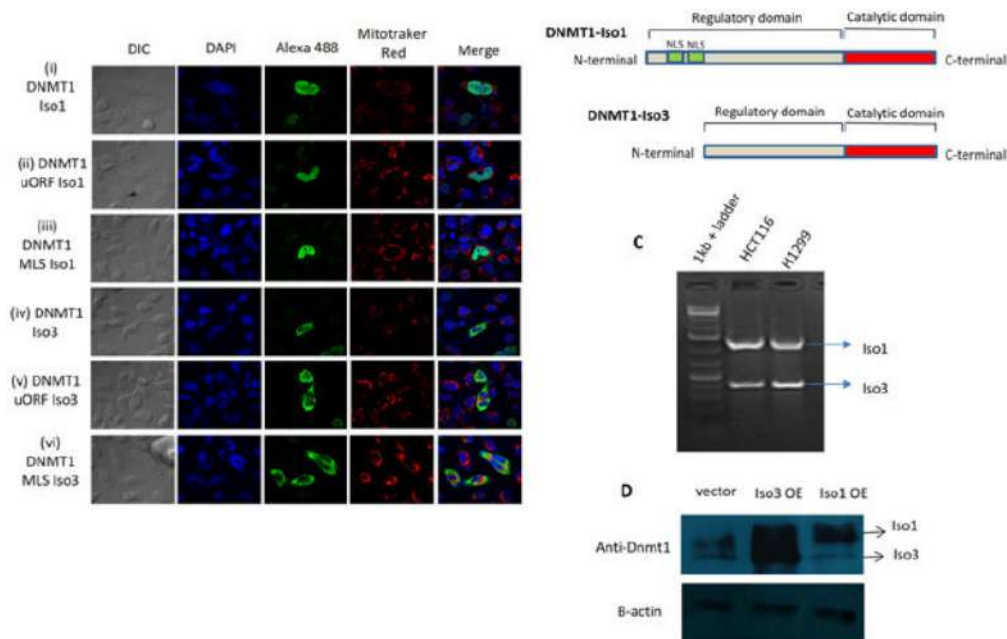 DIC
DAPI
Alexa 488
Mitotraker
Red
Merge
(i)
DNMT1
Iso1
(ii) DNMT1
uORF Iso1
(iii)
DNMT1
MLS Iso1
(iv) DNMT1
Iso3
(v) DNMT1
uORF Iso3
(vi)
DNMT1
MLS Iso3
Regulatory domain
Catalytic domain
DNMT1-Iso1
NLS NLS
N-terminal
C-terminal
DNMT1-Iso3
Regulatory domain
Catalytic domain
N-terminal
C-terminal
C
1kb + ladder
HCT116
H1299
Iso1
Iso3
D
vector
Iso3 OE
Iso1 OE
Anti-Dnmt1
Iso1
Iso3
B-actin